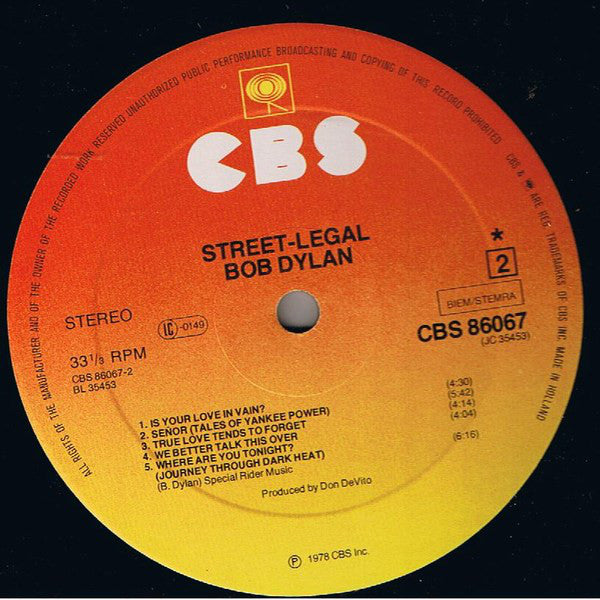 ALL RIGHTS OF THE MANUFACTURER AND OF THE OWNER OF THE RECORDED WORK RESERVED UNAUTHORIZED PUBLIC PERFORMANCE BROADCASTING AND COPYING OF THIS RECORD PROHIBITED
CBS & ARE REG. TRADEMARKS OF CBS INC. MADE IN HOLLAND
CBS
STREET-LEGAL
BOB DYLAN
*
2
STEREO
LC-0149
BIEM/STEMRA
CBS 86067
(JC 35453)
33 1/3 RPM
CBS 86067-2
BL 35453
1. IS YOUR LOVE IN VAIN? (4:30)
2. SEÑOR (TALES OF YANKEE POWER) (5:42)
3. TRUE LOVE TENDS TO FORGET (4:14)
4. WE BETTER TALK THIS OVER (4:04)
5. WHERE ARE YOU TONIGHT?
(JOURNEY THROUGH DARK HEAT) (6:16)
(B. Dylan) Special Rider Music
Produced by Don DeVito
℗ 1978 CBS Inc.